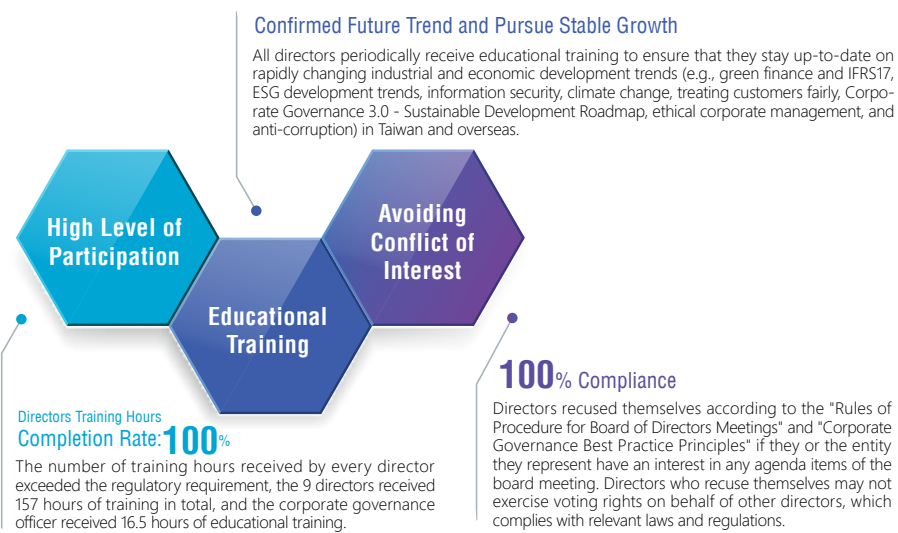 Confirmed Future Trend and Pursue Stable Growth
All directors periodically receive educational training to ensure that they stay up-to-date on
rapidly changing industrial and economic development trends (e.g., green finance and IFRS17,
ESG development trends, information security, climate change, treating customers fairly, Corpo-
rate Governance 3.0 - Sustainable Development Roadmap, ethical corporate management, and
anti-corruption) in Taiwan and overseas.
High Level of
Participation
Educational
Training
Avoiding
Conflict of
Interest
Directors Training Hours
Completion Rate:100%
The number of training hours received by every director
exceeded the regulatory requirement, the 9 directors received
157 hours of training in total, and the corporate governance
officer received 16.5 hours of educational training.
100% Compliance
Directors recused themselves according to the "Rules of
Procedure for Board of Directors Meetings" and "Corporate
Governance Best Practice Principles" if they or the entity
they represent have an interest in any agenda items of the
board meeting. Directors who recuse themselves may not
exercise voting rights on behalf of other directors, which
complies with relevant laws and regulations.